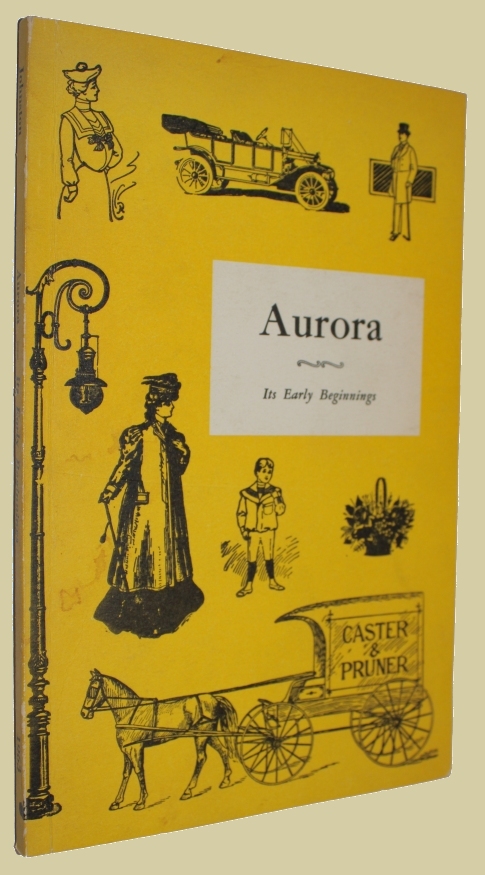 Aurora
Its Early Beginnings
CASTER
&
PRUNER